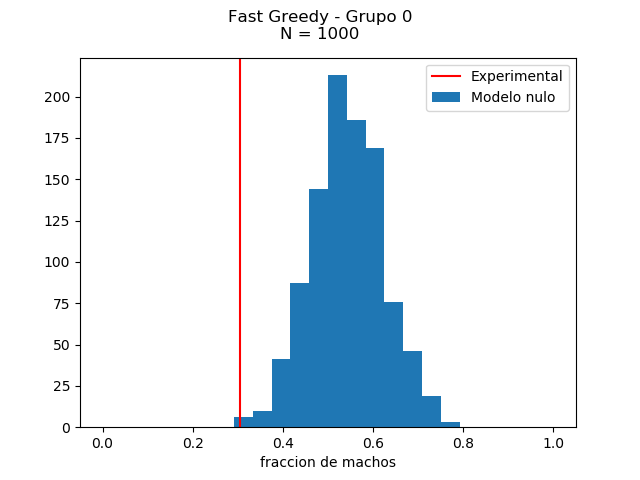 Fast Greedy - Grupo 0
N = 1000
Experimental
Modelo nulo
200
175
150
125
100
75
50
25
0
0.0 0.2 0.4 0.6 0.8 1.0
fraccion de machos